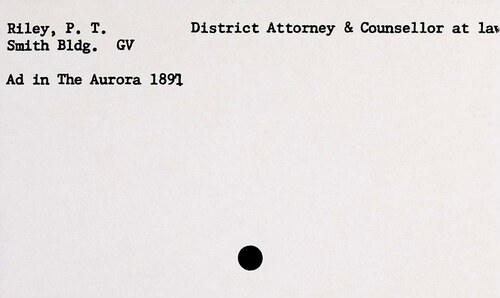 Riley, P. T. District Attorney & Counsellor at law
Smith Bldg. GV
Ad in The Aurora 1891